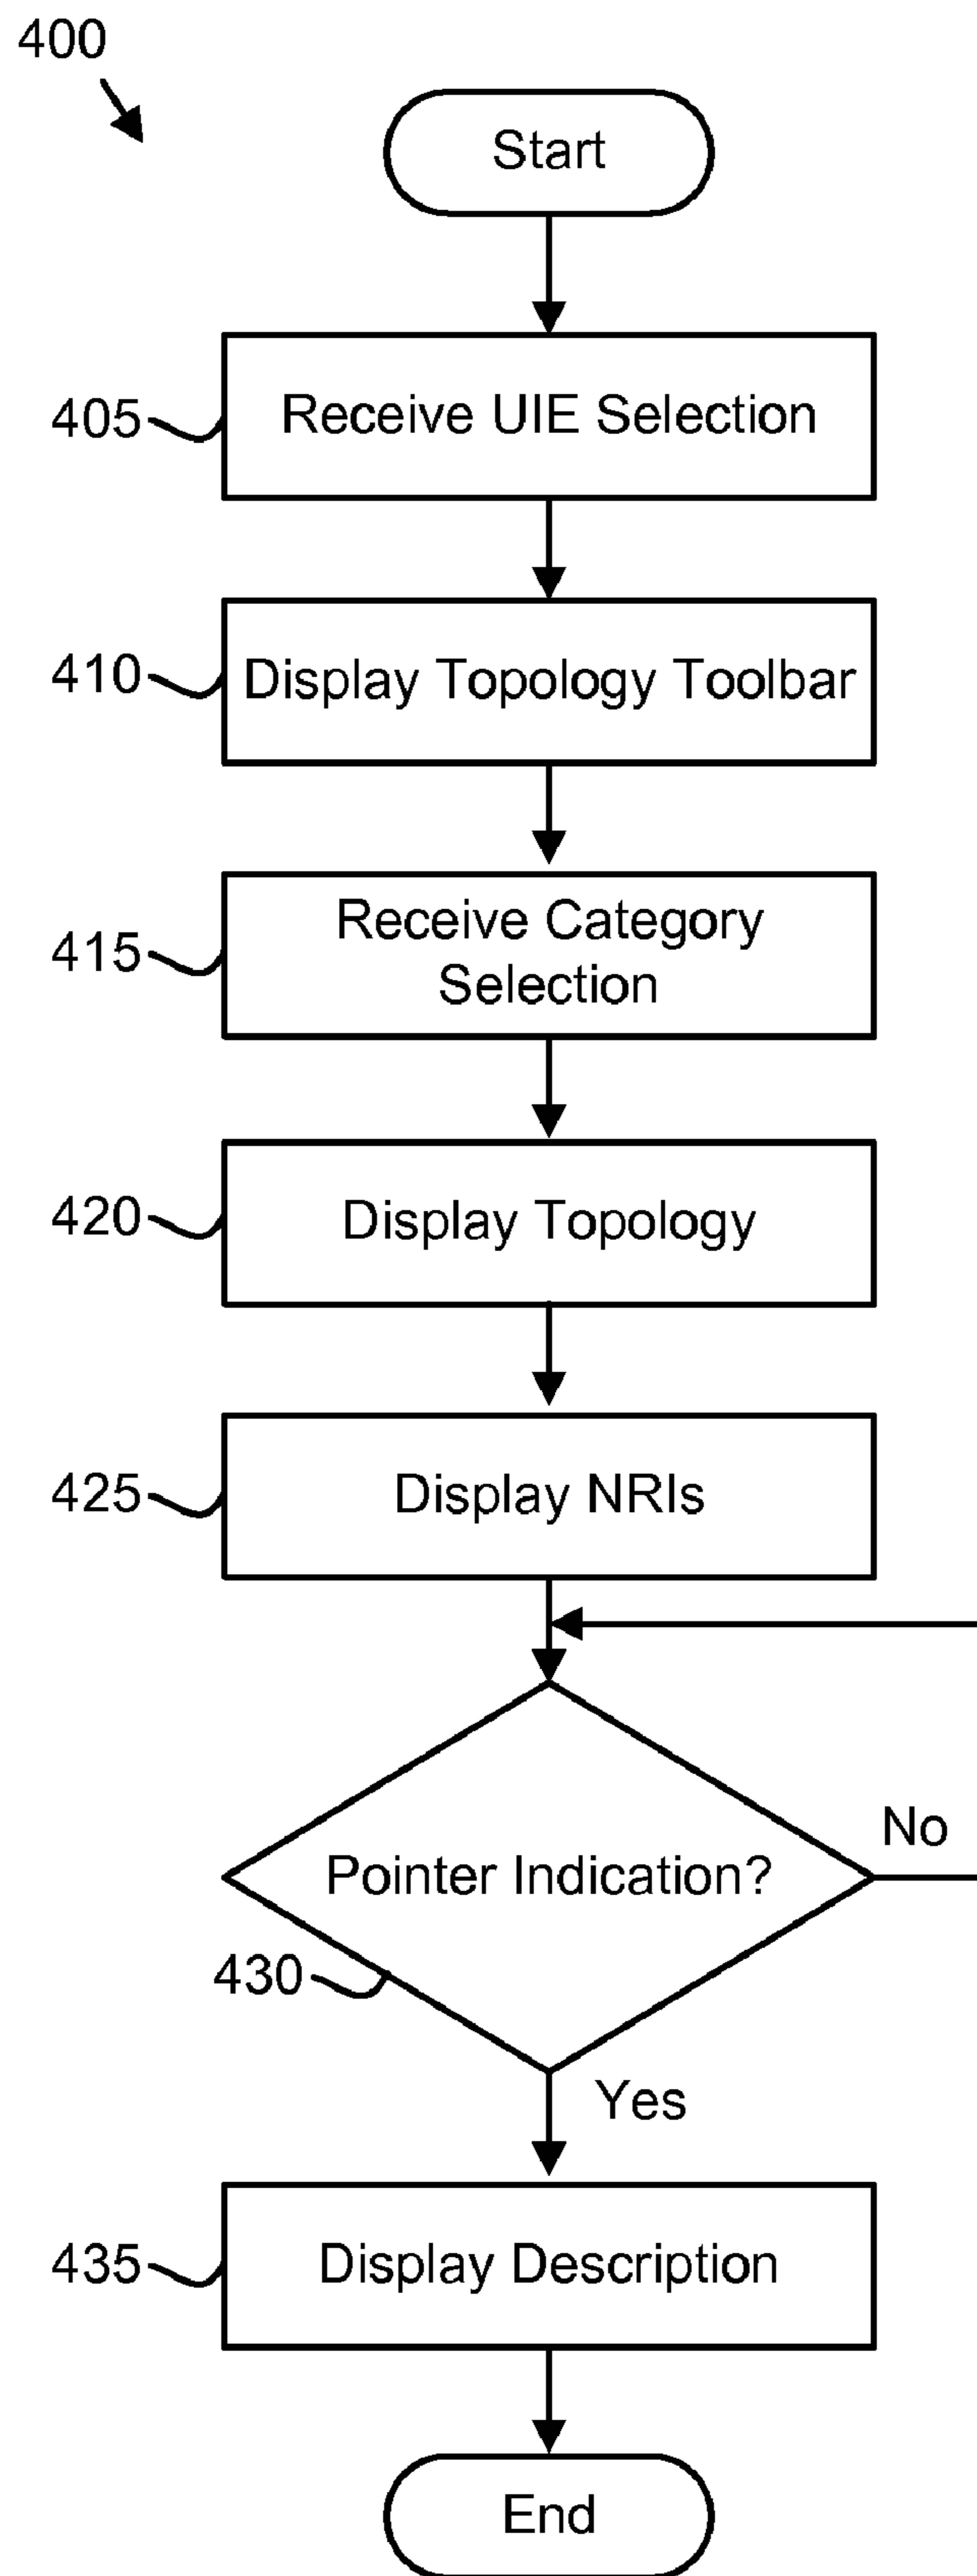 400
Start
405
Receive UIE Selection
410
Display Topology Toolbar
415
Receive Category
Selection
420
Display Topology
425
Display NRIs
No
Pointer Indication?
430
Yes
435
Display Description
End